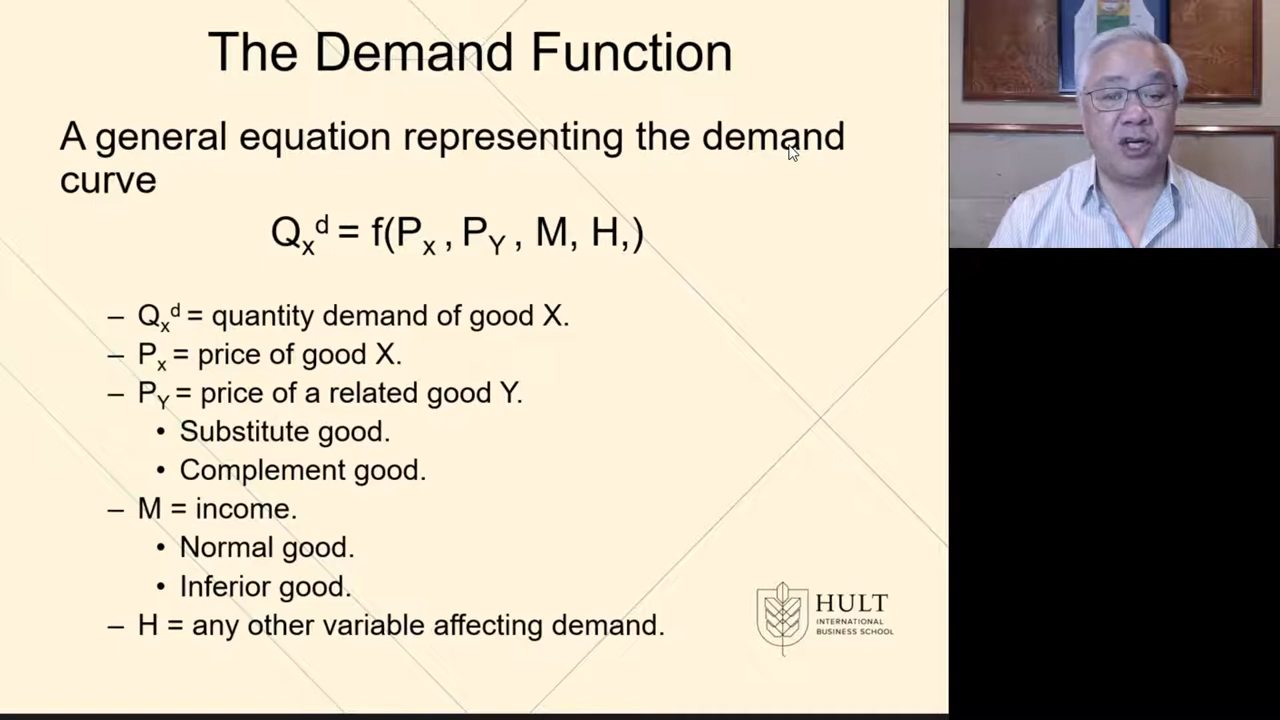 The Demand Function
A general equation representing the demand
curve
Qₓᵈ = f(Pₓ , P_Y , M, H,)
– Qₓᵈ = quantity demand of good X.
– Pₓ = price of good X.
– P_Y = price of a related good Y.
• Substitute good.
• Complement good.
– M = income.
• Normal good.
• Inferior good.
– H = any other variable affecting demand.
HULT
INTERNATIONAL
BUSINESS SCHOOL